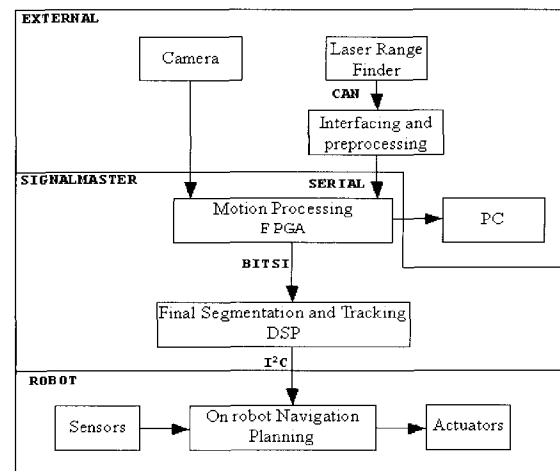 EXTERNAL
Camera
Laser Range
Finder
CAN
Interfacing and
preprocessing
SIGNALMASTER
SERIAL
Motion Processing
FPGA
PC
BITSI
Final Segmentation and Tracking
DSP
I²C
ROBOT
Sensors
On robot Navigation
Planning
Actuators